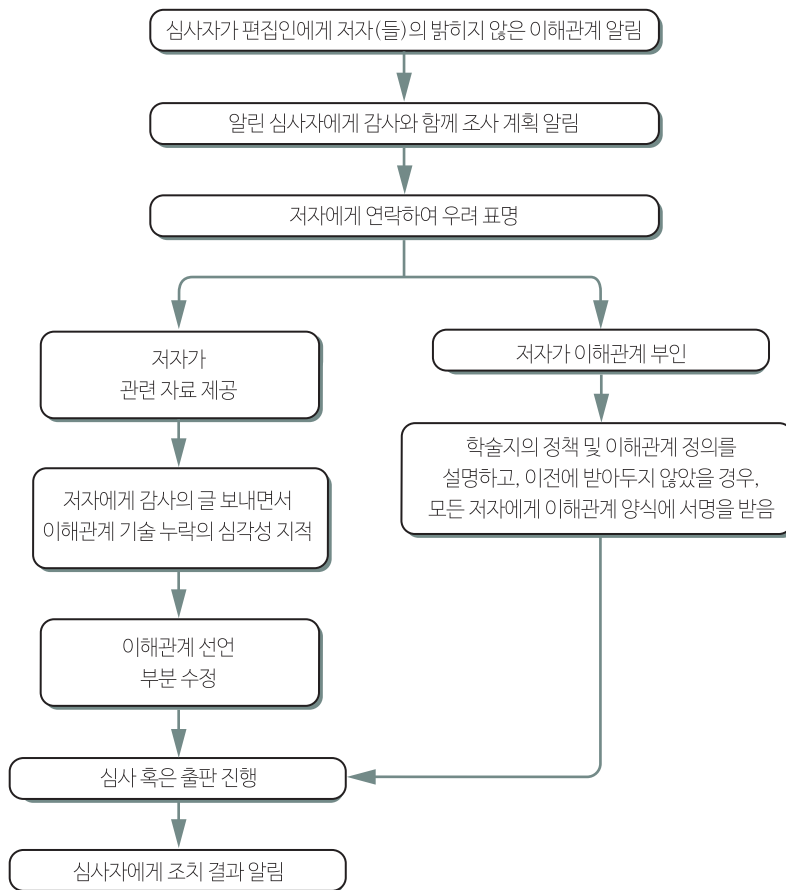 심사자가 편집인에게 저자(들)의 밝히지 않은 이해관계 알림
알린 심사자에게 감사와 함께 조사 계획 알림
저자에게 연락하여 우려 표명
저자가
관련 자료 제공
저자에게 감사의 글 보내면서
이해관계 기술 누락의 심각성 지적
이해관계 선언
부분 수정
저자가 이해관계 부인
학술지의 정책 및 이해관계 정의를
설명하고, 이전에 받아두지 않았을 경우,
모든 저자에게 이해관계 양식에 서명을 받음
심사 혹은 출판 진행
심사자에게 조치 결과 알림